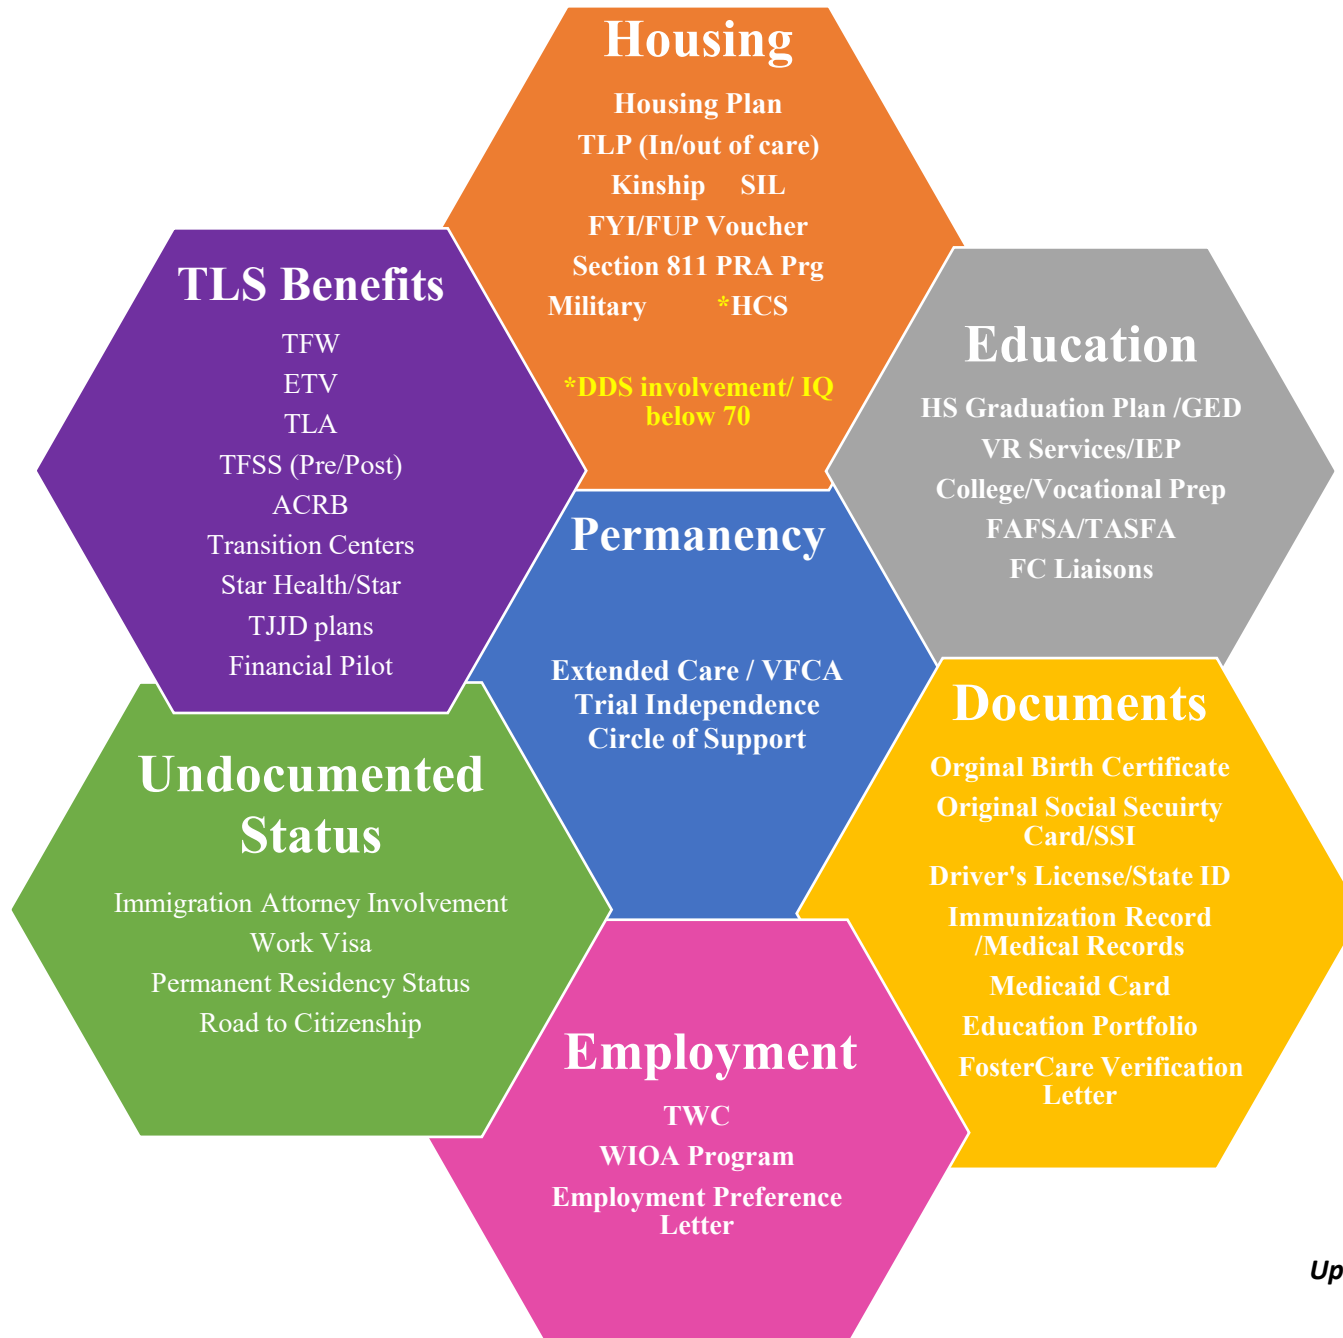 Housing
Housing Plan
TLP (In/out of care)
Kinship SIL
FYI/FUP Voucher
Section 811 PRA Prg
Military *HCS
*DDS involvement/ IQ
below 70
TLS Benefits
TFW
ETV
TLA
TFSS (Pre/Post)
ACRB
Transition Centers
Star Health/Star
TJJD plans
Financial Pilot
Education
HS Graduation Plan /GED
VR Services/IEP
College/Vocational Prep
FAFSA/TASFA
FC Liaisons
Permanency
Extended Care / VFCA
Trial Independence
Circle of Support
Documents
Orginal Birth Certificate
Original Social Secuirty
Card/SSI
Driver's License/State ID
Immunization Record
/Medical Records
Medicaid Card
Education Portfolio
FosterCare Verification
Letter
Undocumented
Status
Immigration Attorney Involvement
Work Visa
Permanent Residency Status
Road to Citizenship
Employment
TWC
WIOA Program
Employment Preference
Letter
Up